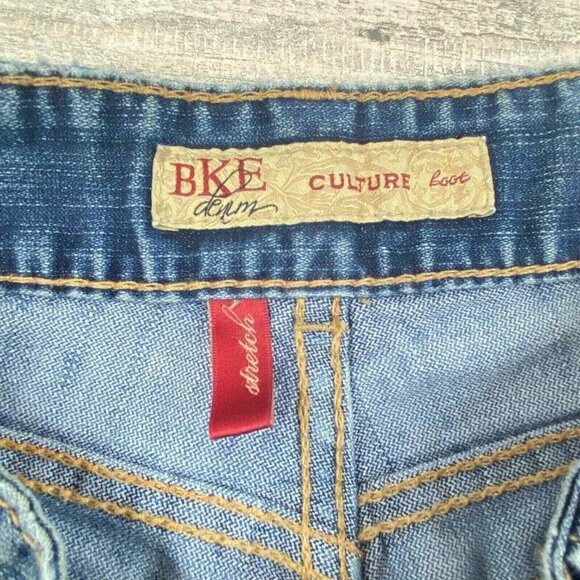 BKE CULTURE Boot
denim
stretch